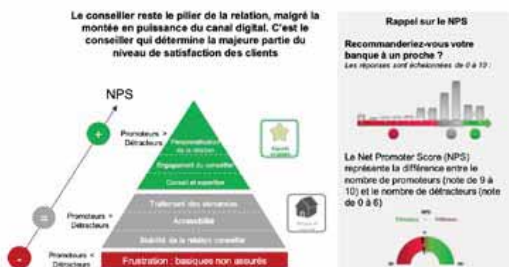 Le conseiller reste le pilier de la relation, malgré la
montée en puissance du canal digital. C'est le
conseiller qui détermine la majeure partie du
niveau de satisfaction des clients
NPS
+
Promoteurs >
Détracteurs
Personnalisation
de la relation
Engagement du conseiller
Conseil et expertise
=
Promoteurs =
Détracteurs
Traitement des demandes
Accessibilité
Stabilité de la relation conseiller
-
Promoteurs <
Détracteurs
Frustration : basiques non assurés
Rappel sur le NPS
Recommanderiez-vous votre
banque à un proche ?
Les réponses sont échelonnées de 0 à 10 :
Le Net Promoter Score (NPS)
représente la différence entre le
nombre de promoteurs (note de 9 à
10) et le nombre de détracteurs (note
de 0 à 6)
NPS